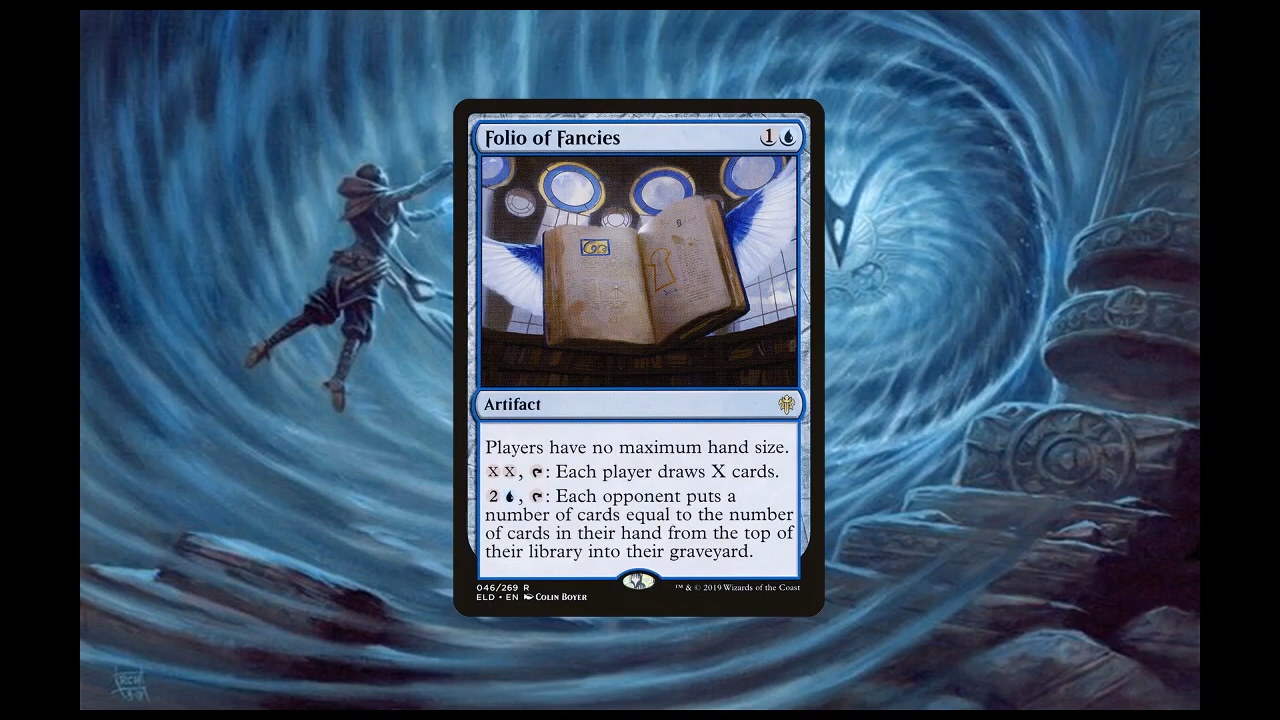 Folio of Fancies 1
Artifact
Players have no maximum hand size.
X X, : Each player draws X cards.
2 , : Each opponent puts a
number of cards equal to the number
of cards in their hand from the top of
their library into their graveyard.
046/269 R
ELD • EN COLIN BOYER
™ & © 2019 Wizards of the Coast